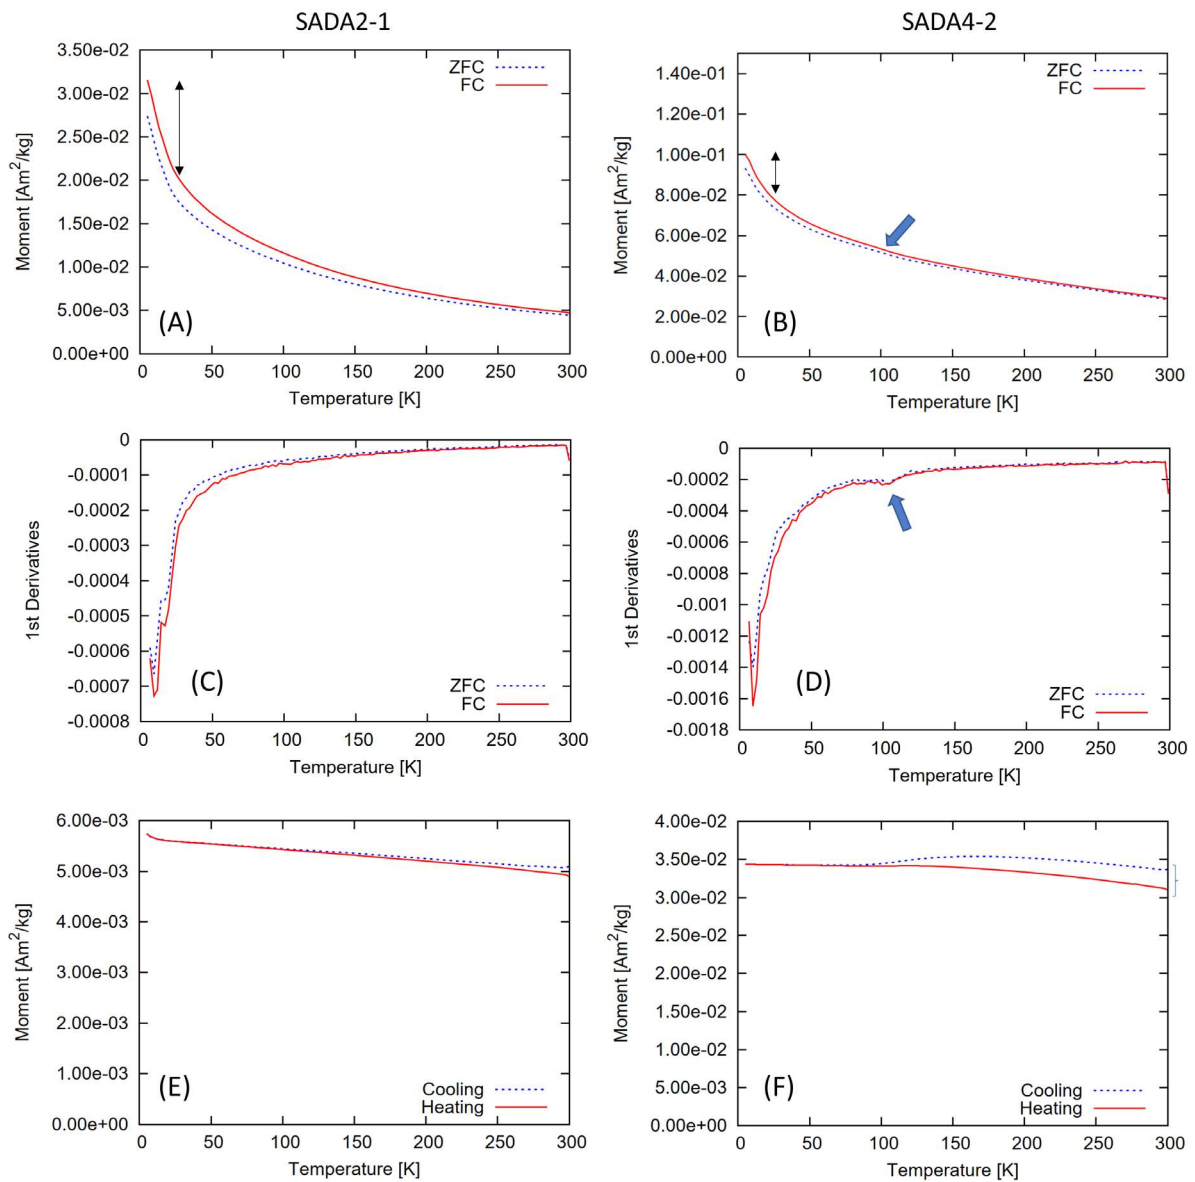 SADA2-1
SADA4-2
3.50e-02
3.00e-02
2.50e-02
2.00e-02
1.50e-02
1.00e-02
5.00e-03
0.00e+00
Moment [Am²/kg]
ZFC
FC
(A)
0 50 100 150 200 250 300
Temperature [K]
1.40e-01
1.20e-01
1.00e-01
8.00e-02
6.00e-02
4.00e-02
2.00e-02
0.00e+00
Moment [Am²/kg]
ZFC
FC
(B)
0 50 100 150 200 250 300
Temperature [K]
0
-0.0001
-0.0002
-0.0003
-0.0004
-0.0005
-0.0006
-0.0007
-0.0008
1st Derivatives
(C)
ZFC
FC
0 50 100 150 200 250 300
Temperature [K]
0
-0.0002
-0.0004
-0.0006
-0.0008
-0.001
-0.0012
-0.0014
-0.0016
-0.0018
1st Derivatives
(D)
ZFC
FC
0 50 100 150 200 250 300
Temperature [K]
6.00e-03
5.00e-03
4.00e-03
3.00e-03
2.00e-03
1.00e-03
0.00e+00
Moment [Am²/kg]
(E)
Cooling
Heating
0 50 100 150 200 250 300
Temperature [K]
4.00e-02
3.50e-02
3.00e-02
2.50e-02
2.00e-02
1.50e-02
1.00e-02
5.00e-03
0.00e+00
Moment [Am²/kg]
(F)
Cooling
Heating
0 50 100 150 200 250 300
Temperature [K]